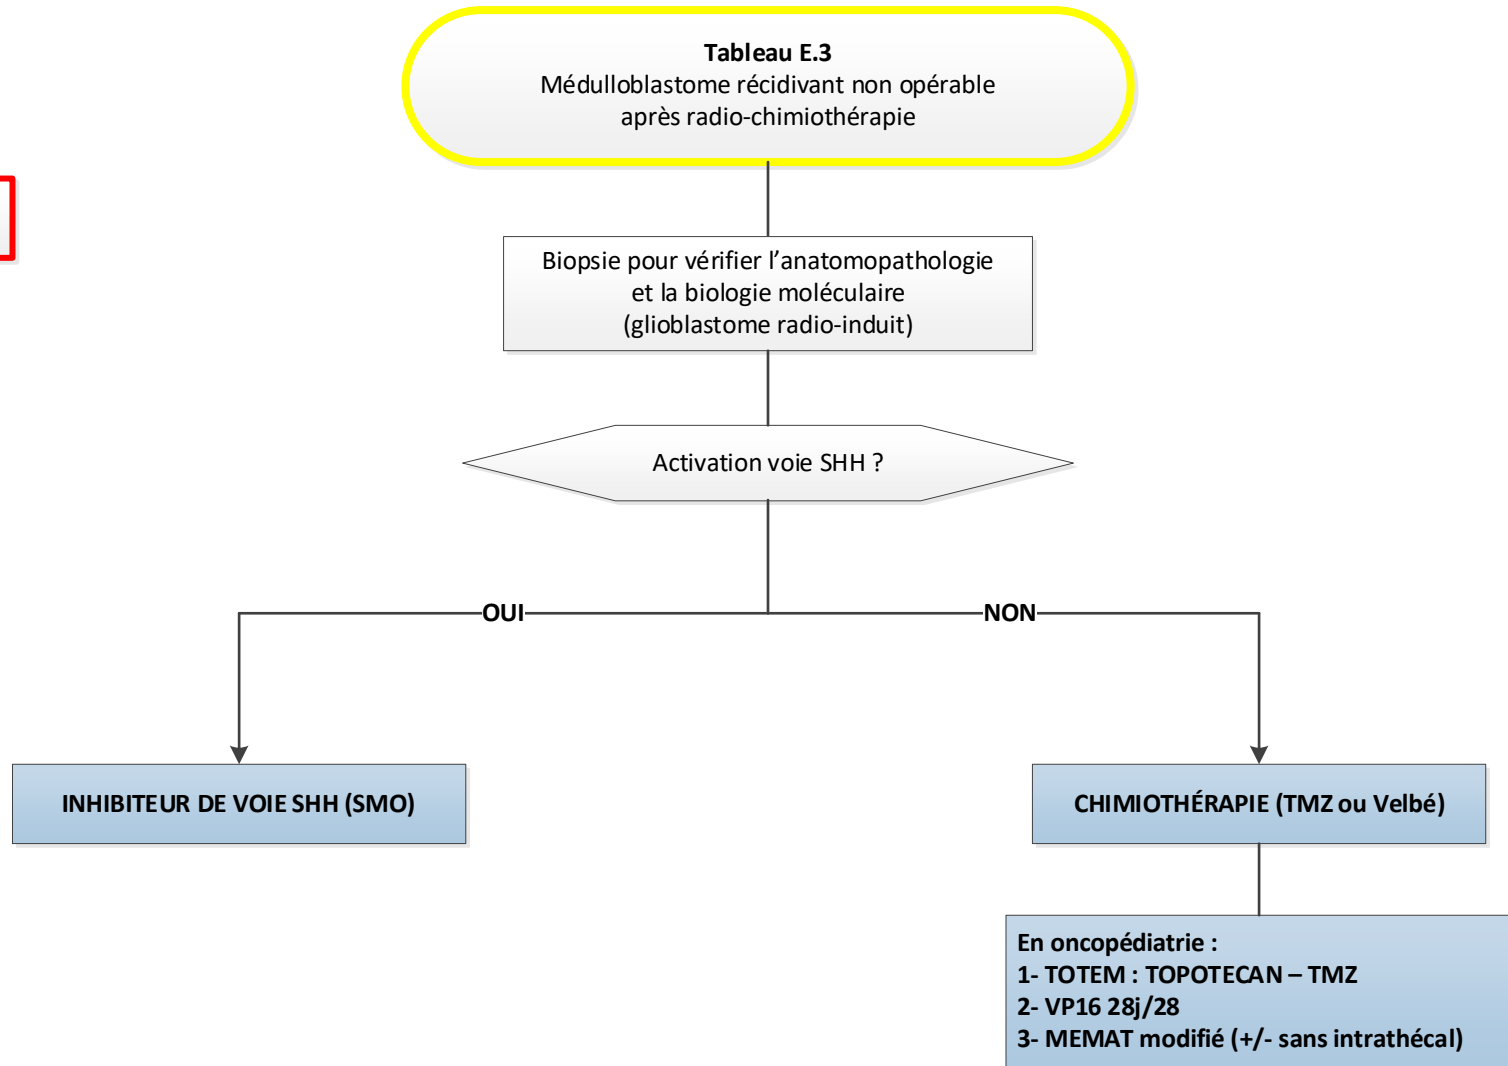 Tableau E.3
Médulloblastome récidivant non opérable
après radio-chimiothérapie
Biopsie pour vérifier l’anatomopathologie
et la biologie moléculaire
(glioblastome radio-induit)
Activation voie SHH ?
OUI
NON
INHIBITEUR DE VOIE SHH (SMO)
CHIMIOTHÉRAPIE (TMZ ou Velbé)
En oncopédiatrie :
1- TOTEM : TOPOTECAN – TMZ
2- VP16 28j/28
3- MEMAT modifié (+/- sans intrathécal)